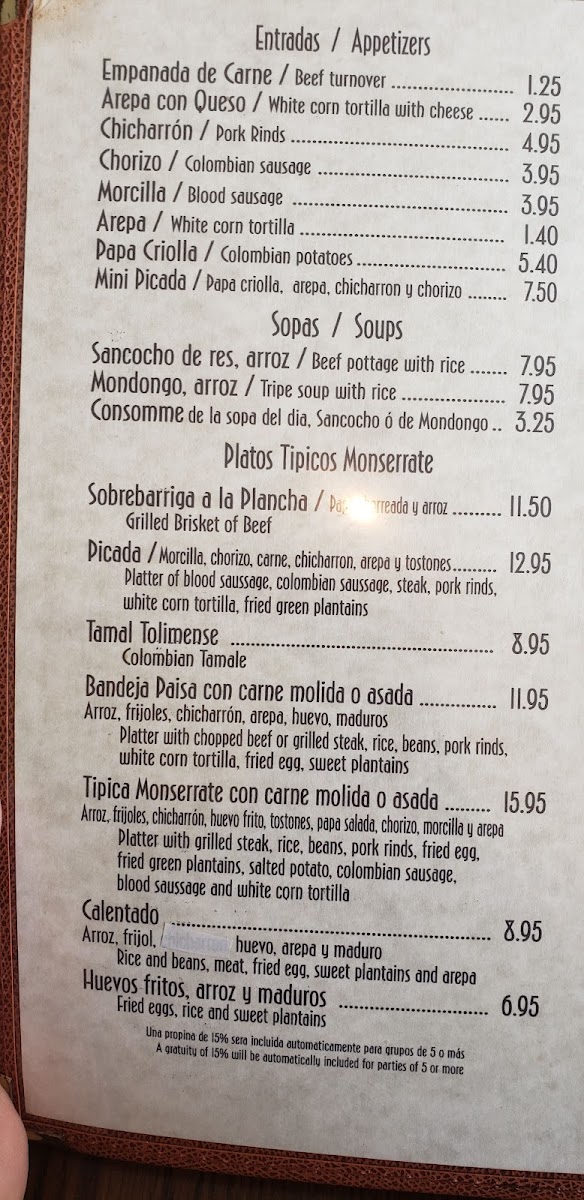 Entradas / Appetizers
Empanada de Carne / Beef turnover ........................ 1.25
Arepa con Queso / White corn tortilla with cheese ...... 2.95
Chicharrón / Pork Rinds ................................................ 4.95
Chorizo / Colombian sausage ........................................ 3.95
Morcilla / Blood sausage ............................................. 3.95
Arepa / White corn tortilla ........................................... 1.40
Papa Criolla / Colombian potatoes ............................... 5.40
Mini Picada / Papa criolla, arepa, chicharron y chorizo ........ 7.50
Sopas / Soups
Sancocho de res, arroz / Beef pottage with rice ....... 7.95
Mondongo, arroz / Tripe soup with rice ..................... 7.95
Consomme de la sopa del dia, Sancocho ó de Mondongo .. 3.25
Platos Tipicos Monserrate
Sobrebarriga a la Plancha / y arroz .......... 11.50
Grilled Brisket of Beef
Picada / Morcilla, chorizo, carne, chicharron, arepa y tostones......... 12.95
Platter of blood saussage, colombian saussage, steak, pork rinds,
white corn tortilla, fried green plantains
Tamal Tolimense ....................................................... 8.95
Colombian Tamale
Bandeja Paisa con carne molida o asada ................ 11.95
Arroz, frijoles, chicharrón, arepa, huevo, maduros
Platter with chopped beef or grilled steak, rice, beans, pork rinds,
white corn tortilla, fried egg, sweet plantains
Tipica Monserrate con carne molida o asada ......... 15.95
Arroz, frijoles, chicharrón, huevo frito, tostones, papa salada, chorizo, morcilla y arepa
Platter with grilled steak, rice, beans, pork rinds, fried egg,
fried green plantains, salted potato, colombian sausage,
blood saussage and white corn tortilla
Calentado ................................................................. 8.95
Arroz, frijol, huevo, arepa y maduro
Rice and beans, meat, fried egg, sweet plantains and arepa
Huevos fritos, arroz y maduros ............................... 6.95
Fried eggs, rice and sweet plantains
Una propina de 15% sera incluida automaticamente para grupos de 5 o más
A gratuity of 15% will be automatically included for parties of 5 or more